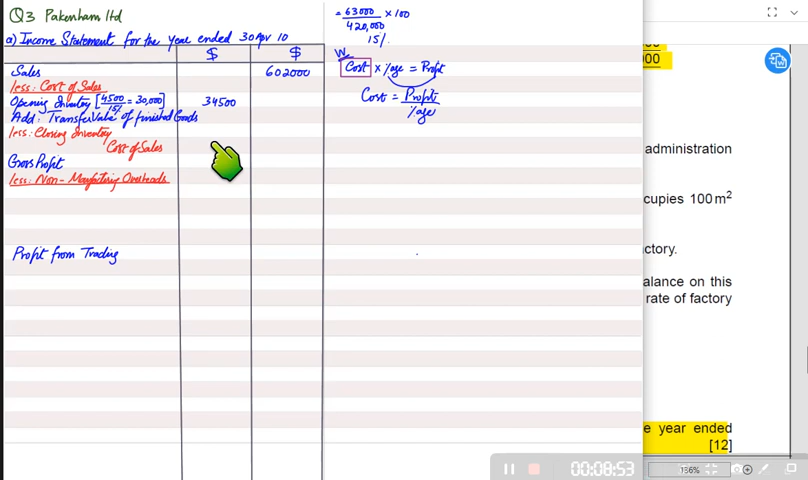 Q3 Pakenham ltd
a) Income Statement for the year ended 30 Apr 10
$ $
Sales 602000
less: Cost of Sales
Opening Inventory [4500/15% = 30,000] 34500
Add: Transfer Value of finished Goods
less: Closing Inventory
Cost of Sales
Gross Profit
less: Non-Manyfacturing Overheads
Profit from Trading
= 63000 × 100
420,000
15%
W
Cost × %age = Profit
Cost = Profit
%age
000
administration
cupies 100 m²
ctory.
alance on this
rate of factory
e year ended
[12]
00:08:53
136%